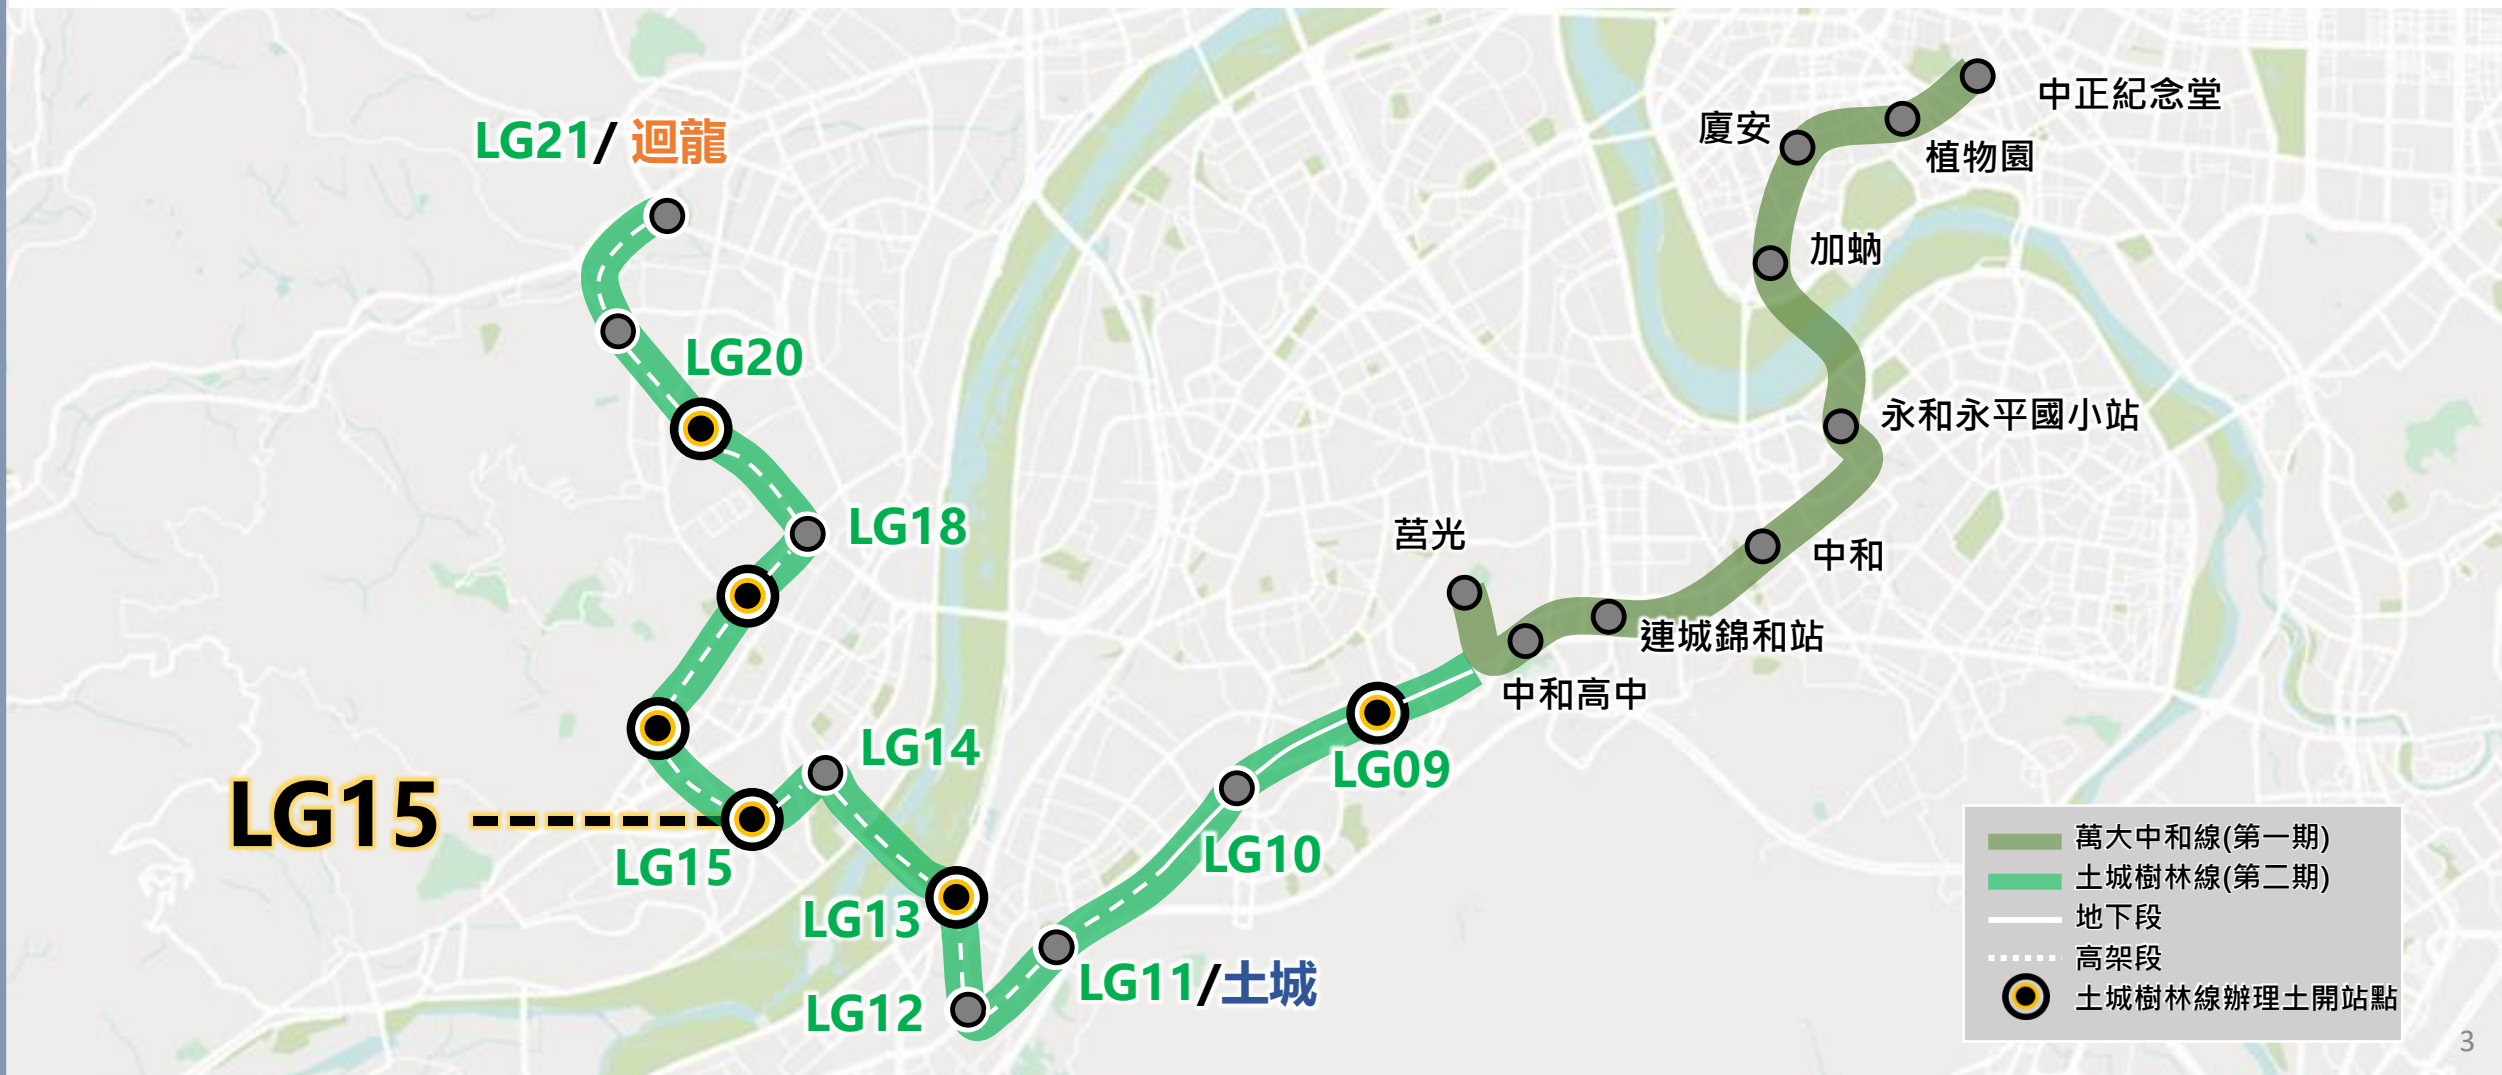 中正紀念堂
廈安
植物園
LG21/ 迴龍
加蚋
LG20
永和永平國小站
LG18
莒光
中和
連城錦和站
中和高中
LG14
LG09
LG15
LG15
LG10
LG13
LG11/土城
LG12
萬大中和線(第一期)
土城樹林線(第二期)
地下段
高架段
土城樹林線辦理土開站點
3